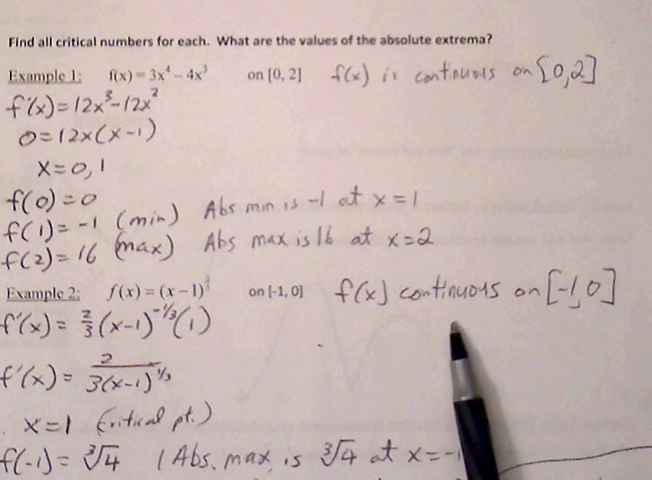 Find all critical numbers for each. What are the values of the absolute extrema?
Example 1: f(x) = 3x⁴ – 4x³ on [0, 2] f(x) is continuous on [0,2]
f'(x) = 12x³-12x²
0 = 12x(x-1)
x = 0, 1
f(0) = 0
f(1) = -1 (min) Abs min is -1 at x = 1
f(2) = 16 (max) Abs max is 16 at x=2
Example 2: f(x) = (x – 1)^(2/3) on [-1, 0] f(x) continuous on [-1,0]
f'(x) = 2/3 (x-1)^(-1/3) (1)
f'(x) = 2/(3(x-1)^(1/3))
x=1 (critical pt.)
f(-1) = ∛4 Abs. max is ∛4 at x=-1